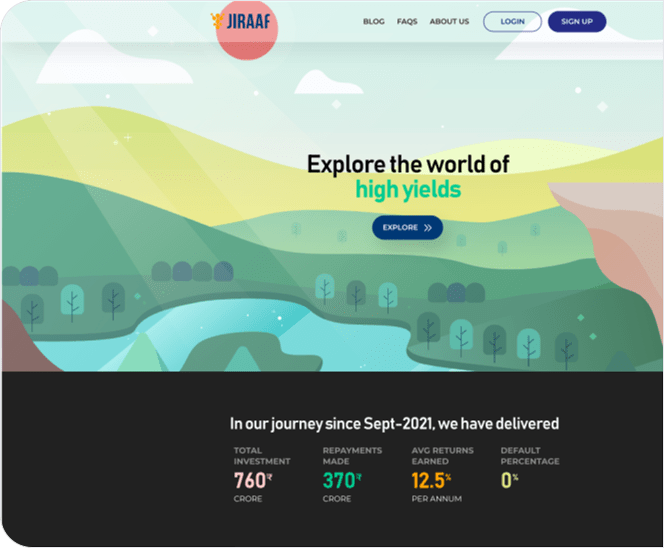 JIRAAF
BLOG FAQS ABOUT US LOGIN SIGN UP
Explore the world of
high yields
EXPLORE
In our journey since Sept-2021, we have delivered
TOTAL
INVESTMENT
760₹
CRORE
REPAYMENTS
MADE
370₹
CRORE
AVG RETURNS
EARNED
12.5%
PER ANNUM
DEFAULT
PERCENTAGE
0%